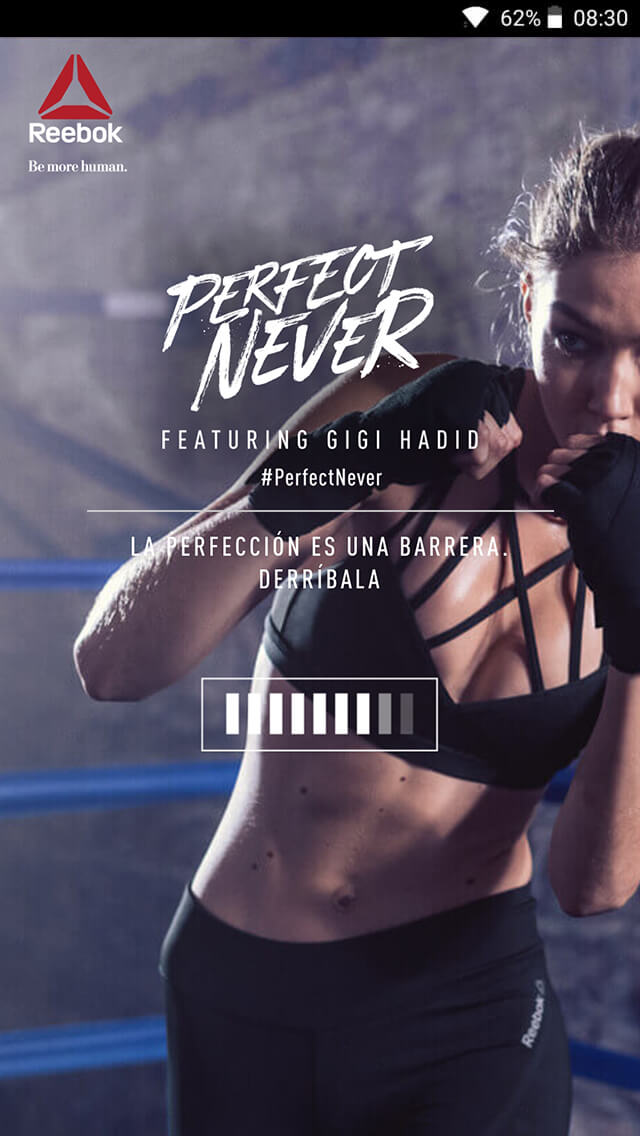 62% 08:30
Reebok
Be more human.
PERFECT
NEVER
FEATURING GIGI HADID
#PerfectNever
LA PERFECCIÓN ES UNA BARRERA.
DERRÍBALA
Reebok